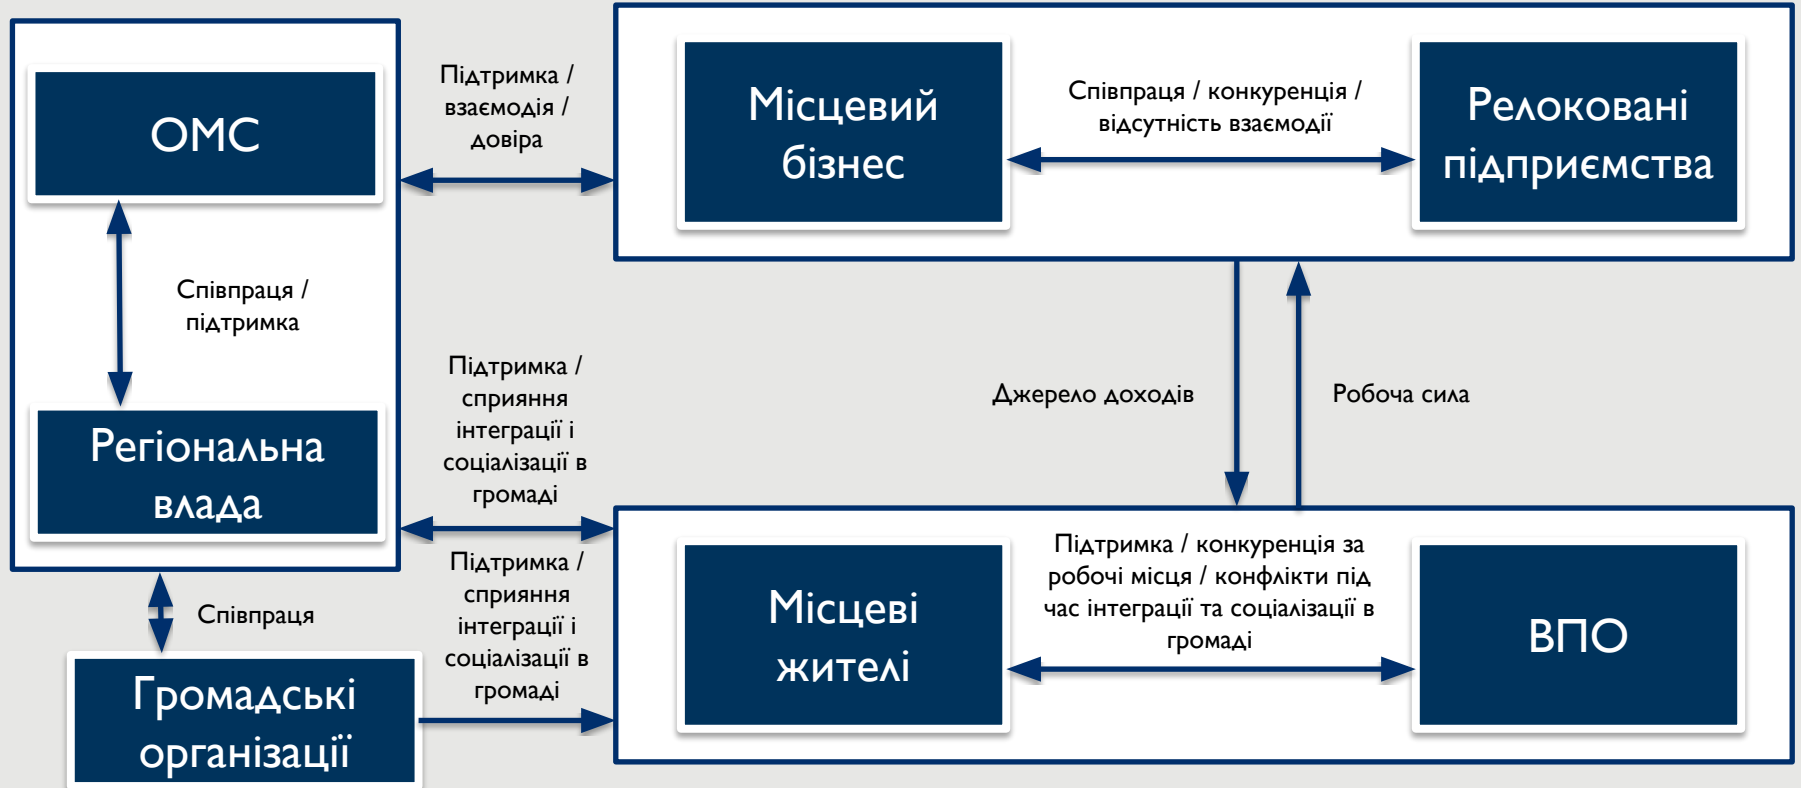 ОМС
Співпраця /
підтримка
Регіональна
влада
Співпраця
Громадські
організації
Підтримка /
взаємодія /
довіра
Підтримка /
сприяння
інтеграції і
соціалізації в
громаді
Підтримка /
сприяння
інтеграції і
соціалізації в
громаді
Місцевий
бізнес
Співпраця / конкуренція /
відсутність взаємодії
Релоковані
підприємства
Джерело доходів
Робоча сила
Місцеві
жителі
Підтримка / конкуренція за
робочі місця / конфлікти під
час інтеграції та соціалізації в
громаді
ВПО